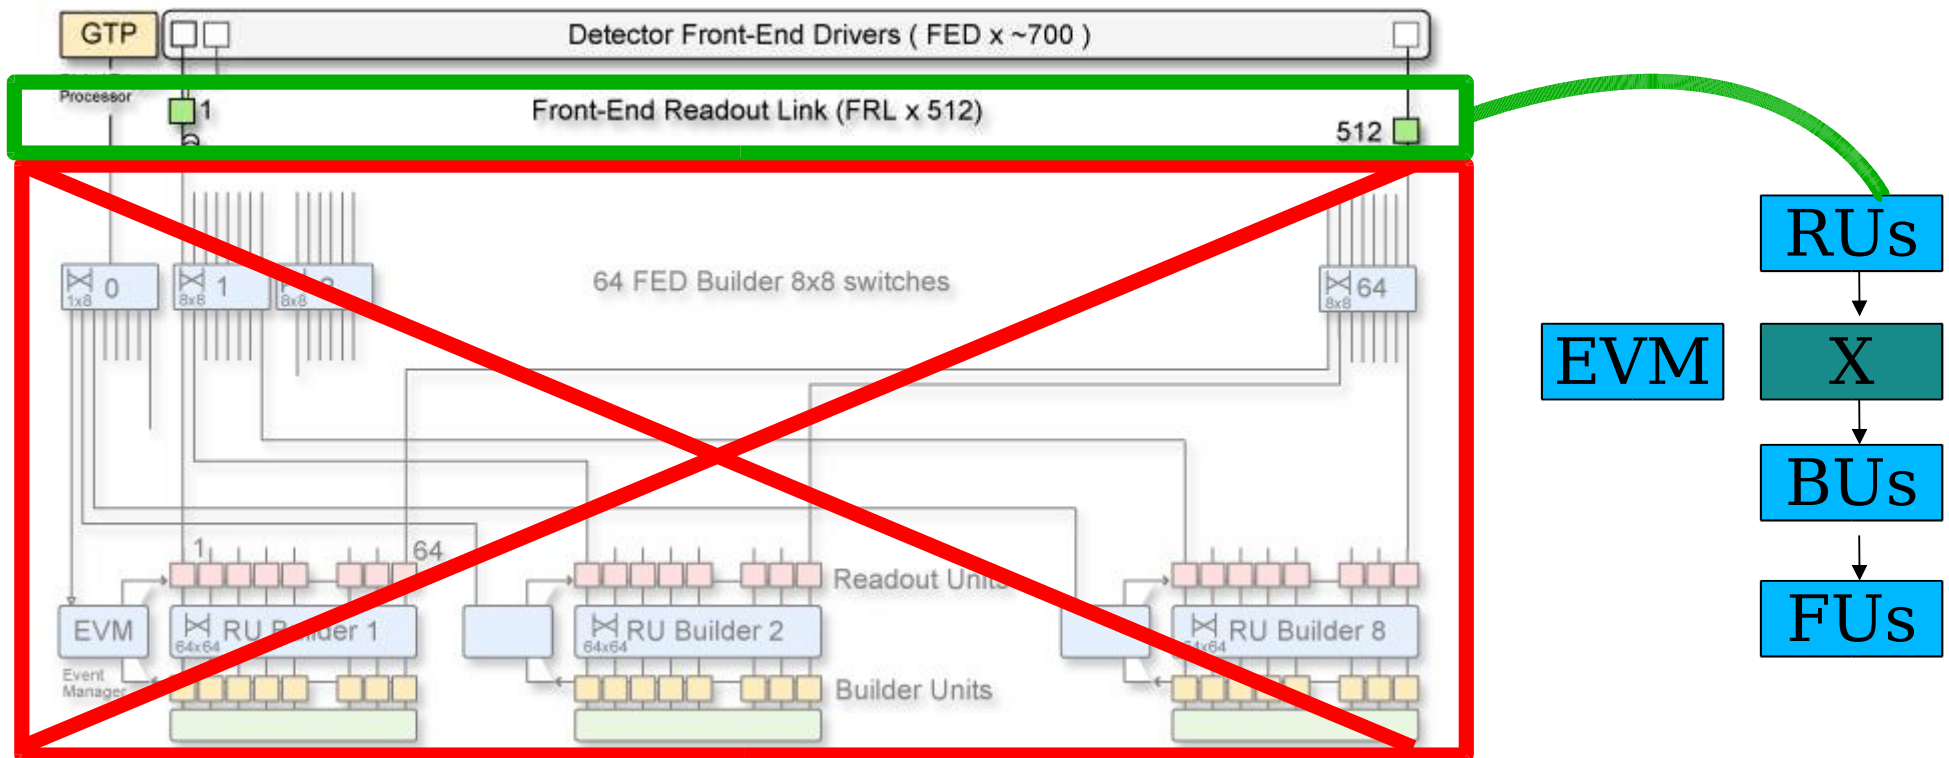 GTP
Detector Front-End Drivers ( FED x ~700 )
Processor
1
Front-End Readout Link (FRL x 512)
512
RUs
0
1x8
1
8x8
8x8
64 FED Builder 8x8 switches
64
8x8
EVM
X
BUs
1
64
Readout Units
EVM
RU Builder 1
64x64
RU Builder 2
64x64
RU Builder 8
FUs
Event
Manager
Builder Units